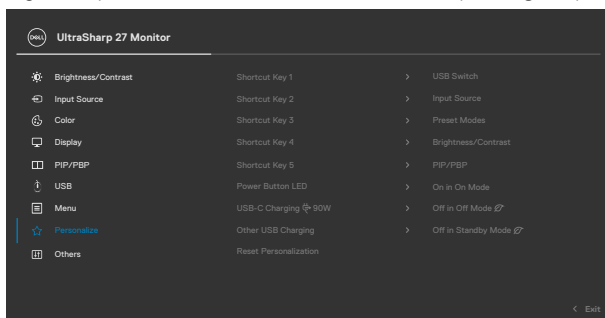 DELL UltraSharp 27 Monitor
Brightness/Contrast Shortcut Key 1 > USB Switch
Input Source Shortcut Key 2 > Input Source
Color Shortcut Key 3 > Preset Modes
Display Shortcut Key 4 > Brightness/Contrast
PIP/PBP Shortcut Key 5 > PIP/PBP
USB Power Button LED > On in On Mode
Menu USB-C Charging 90W > Off in Off Mode
Personalize Other USB Charging > Off in Standby Mode
Others Reset Personalization
< Exit